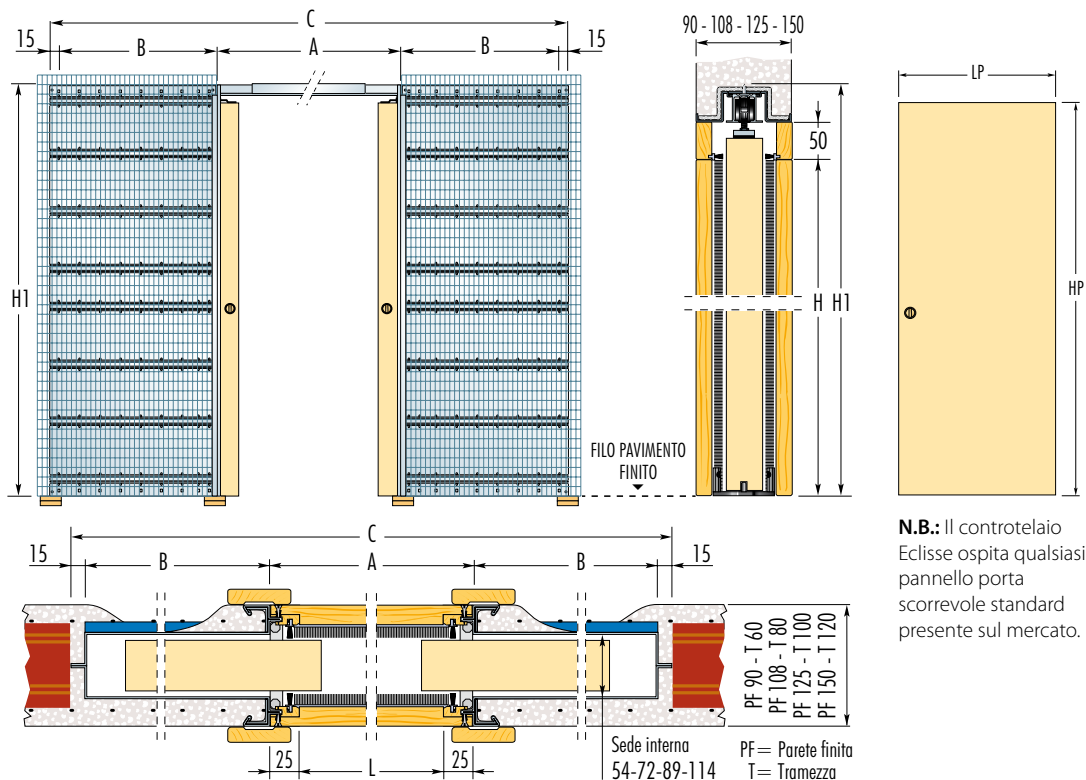 C
15
B
A
B
15
H1
90 - 108 - 125 - 150
50
H
H1
FILO PAVIMENTO
FINITO
LP
HP
N.B.: Il controtelaio
Eclisse ospita qualsiasi
pannello porta
scorrevole standard
presente sul mercato.
C
15
B
A
B
15
25
L
25
Sede interna
54-72-89-114
PF 90 - T 60
PF 108 - T 80
PF 125 - T 100
PF 150 - T 120
PF= Parete finita
T= Tramezza